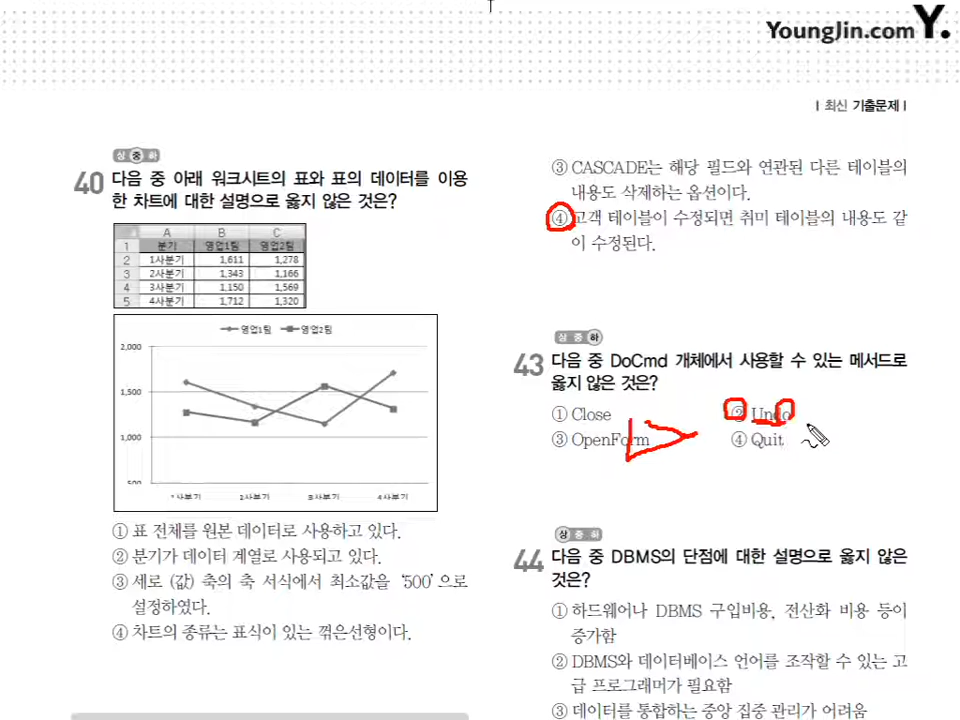 YoungJin.com Y.
| 최신 기출문제 |
상 중 하
40 다음 중 아래 워크시트의 표와 표의 데이터를 이용
한 차트에 대한 설명으로 옳지 않은 것은?
A B C
1 분기 영업1팀 영업2팀
2 1사분기 1,611 1,278
3 2사분기 1,343 1,166
4 3사분기 1,150 1,569
5 4사분기 1,712 1,320
영업1팀 영업2팀
2,000
1,500
1,000
500
1사분기 2사분기 3사분기 4사분기
① 표 전체를 원본 데이터로 사용하고 있다.
② 분기가 데이터 계열로 사용되고 있다.
③ 세로 (값) 축의 축 서식에서 최소값을 ‘500’으로
설정하였다.
④ 차트의 종류는 표식이 있는 꺾은선형이다.
③ CASCADE는 해당 필드와 연관된 다른 테이블의
내용도 삭제하는 옵션이다.
④ 고객 테이블이 수정되면 취미 테이블의 내용도 같
이 수정된다.
상 중 하
43 다음 중 DoCmd 개체에서 사용할 수 있는 메서드로
옳지 않은 것은?
① Close ② Undo
③ OpenForm ④ Quit
상 중 하
44 다음 중 DBMS의 단점에 대한 설명으로 옳지 않은
것은?
① 하드웨어나 DBMS 구입비용, 전산화 비용 등이
증가함
② DBMS와 데이터베이스 언어를 조작할 수 있는 고
급 프로그래머가 필요함
③ 데이터를 통합하는 중앙 집중 관리가 어려움